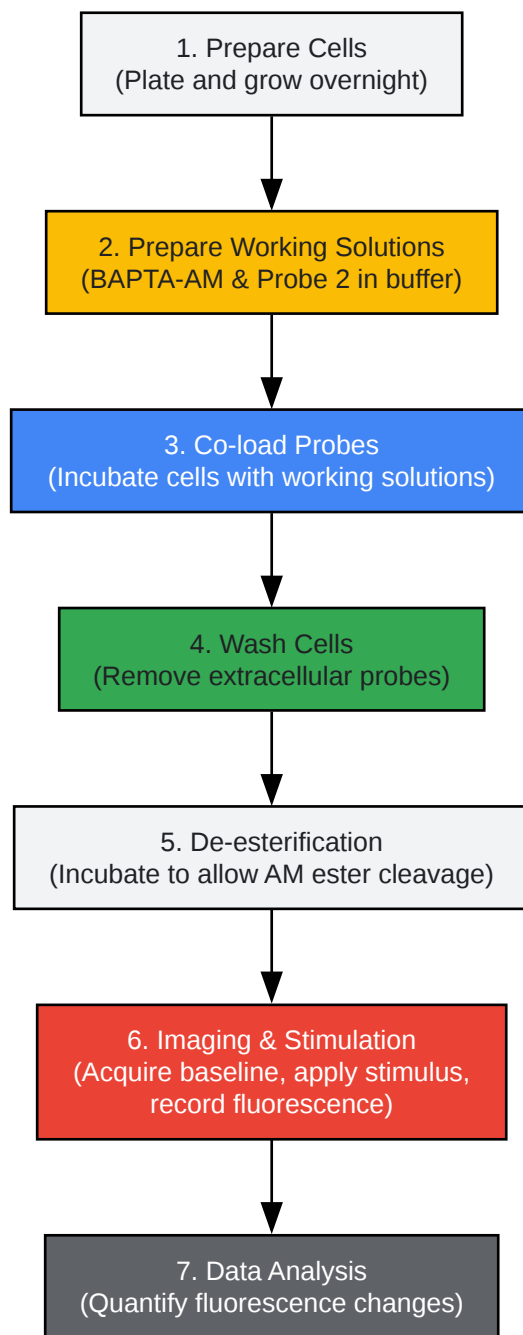 1. Prepare Cells
(Plate and grow overnight)
2. Prepare Working Solutions
(BAPTA-AM & Probe 2 in buffer)
3. Co-load Probes
(Incubate cells with working solutions)
4. Wash Cells
(Remove extracellular probes)
5. De-esterification
(Incubate to allow AM ester cleavage)
6. Imaging & Stimulation
(Acquire baseline, apply stimulus,
record fluorescence)
7. Data Analysis
(Quantify fluorescence changes)